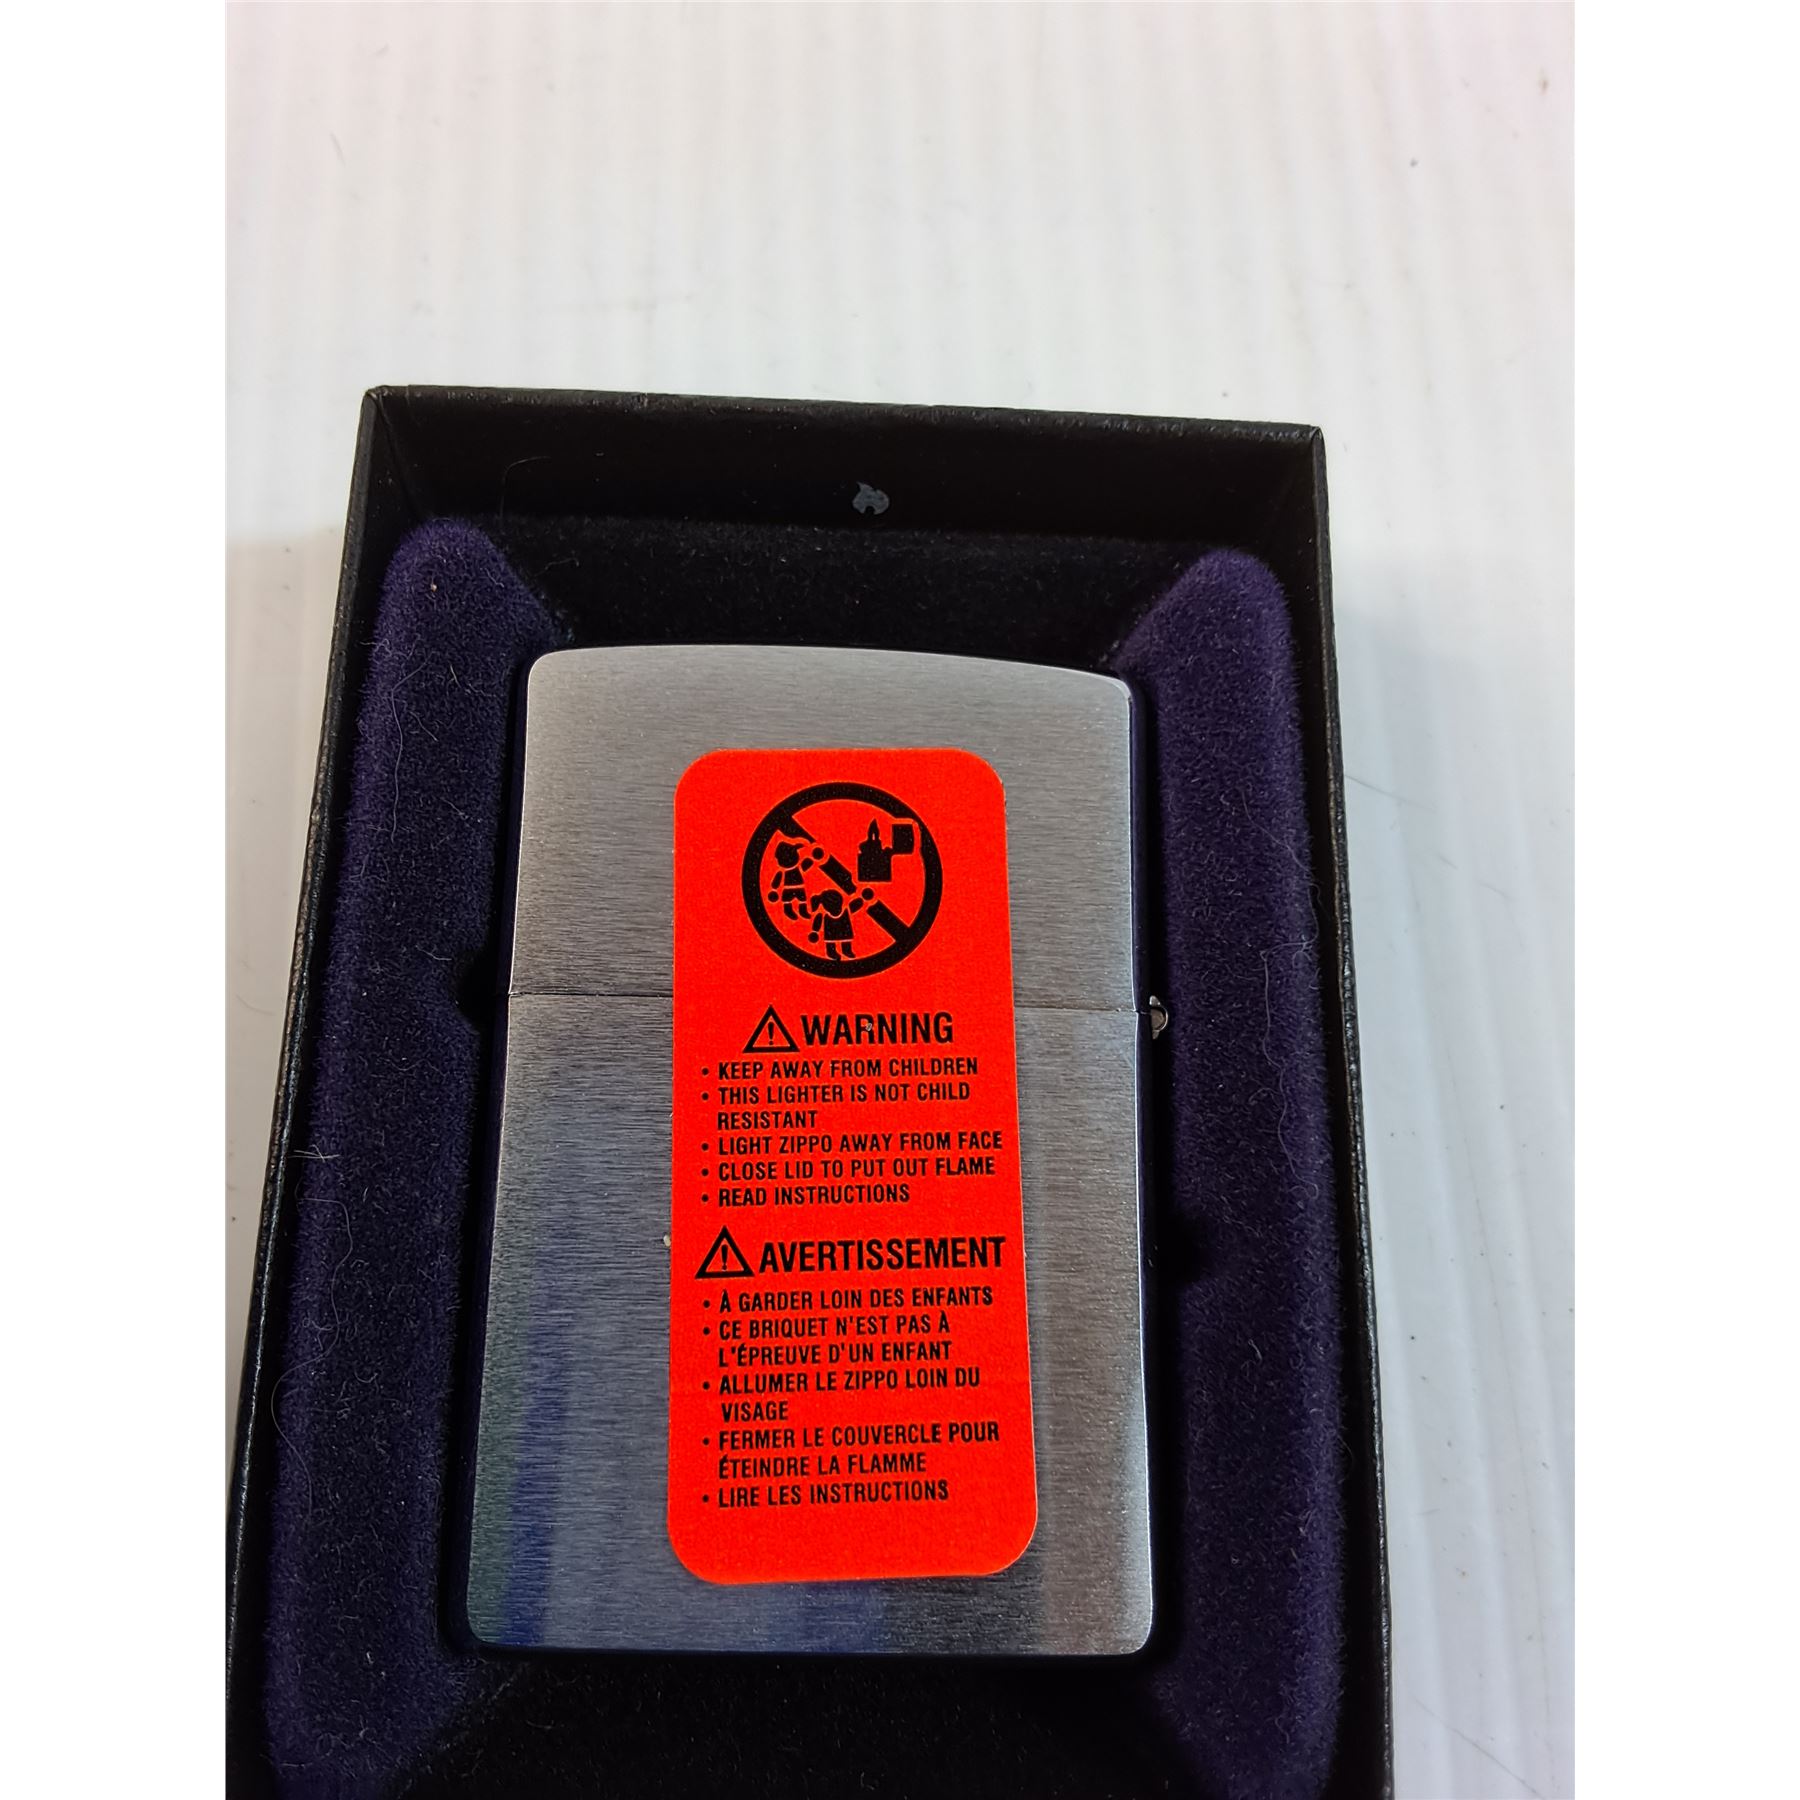 ⚠WARNING
• KEEP AWAY FROM CHILDREN
• THIS LIGHTER IS NOT CHILD
RESISTANT
• LIGHT ZIPPO AWAY FROM FACE
• CLOSE LID TO PUT OUT FLAME
• READ INSTRUCTIONS
⚠AVERTISSEMENT
• À GARDER LOIN DES ENFANTS
• CE BRIQUET N'EST PAS À
L'ÉPREUVE D'UN ENFANT
• ALLUMER LE ZIPPO LOIN DU
VISAGE
• FERMER LE COUVERCLE POUR
ÉTEINDRE LA FLAMME
• LIRE LES INSTRUCTIONS